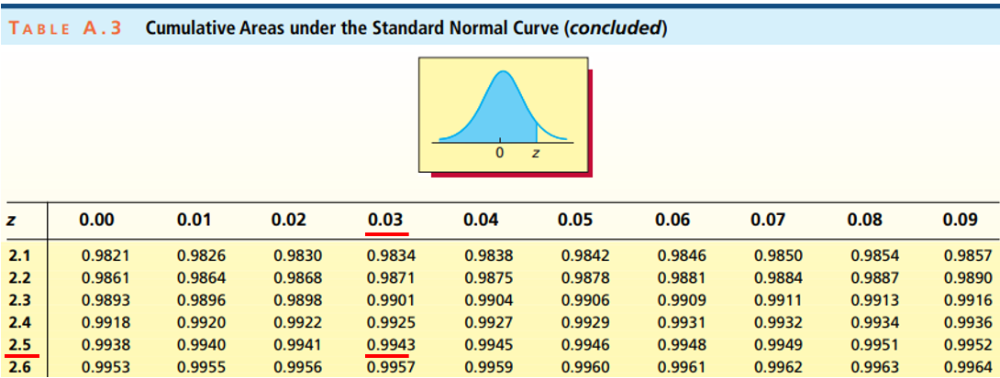 TABLE A.3 Cumulative Areas under the Standard Normal Curve (concluded)
0 z
z 0.00 0.01 0.02 0.03 0.04 0.05 0.06 0.07 0.08 0.09
2.1 0.9821 0.9826 0.9830 0.9834 0.9838 0.9842 0.9846 0.9850 0.9854 0.9857
2.2 0.9861 0.9864 0.9868 0.9871 0.9875 0.9878 0.9881 0.9884 0.9887 0.9890
2.3 0.9893 0.9896 0.9898 0.9901 0.9904 0.9906 0.9909 0.9911 0.9913 0.9916
2.4 0.9918 0.9920 0.9922 0.9925 0.9927 0.9929 0.9931 0.9932 0.9934 0.9936
2.5 0.9938 0.9940 0.9941 0.9943 0.9945 0.9946 0.9948 0.9949 0.9951 0.9952
2.6 0.9953 0.9955 0.9956 0.9957 0.9959 0.9960 0.9961 0.9962 0.9963 0.9964